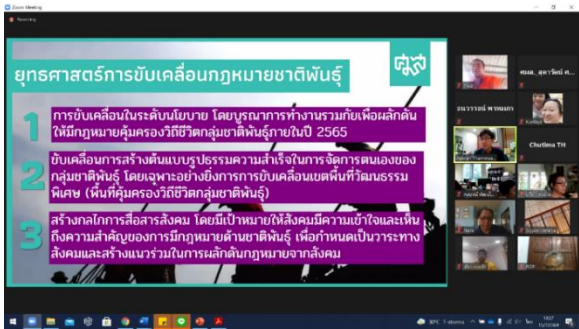 Zoom Meeting
Recording
ยุทธศาสตร์การขับเคลื่อนกฎหมายชาติพันธุ์
ศมส
1 การขับเคลื่อนในระดับนโยบาย โดยบูรณาการทำงานรวมภัยเพื่อผลักดัน
ให้มีกฎหมายคุ้มครองวิถีชีวิตกลุ่มชาติพันธุ์ภายในปี 2565
2 ขับเคลื่อนการสร้างต้นแบบรูปธรรมความสำเร็จในการจัดการตนเองของ
กลุ่มชาติพันธุ์ โดยเฉพาะอย่างยิ่งการการขับเคลื่อนเขตพื้นที่วัฒนธรรม
พิเศษ (พื้นที่คุ้มครองวิถีชีวิตกลุ่มชาติพันธุ์)
3 สร้างกลไกการสื่อสารสังคม โดยมีเป้าหมายให้สังคมมีความเข้าใจและเห็น
ถึงความสำคัญของการมีกฎหมายด้านชาติพันธุ์ เพื่อกำหนดเป็นวาระทาง
สังคมและสร้างแนวร่วมในการผลักดันกฎหมายจากสังคม
Chutima TH